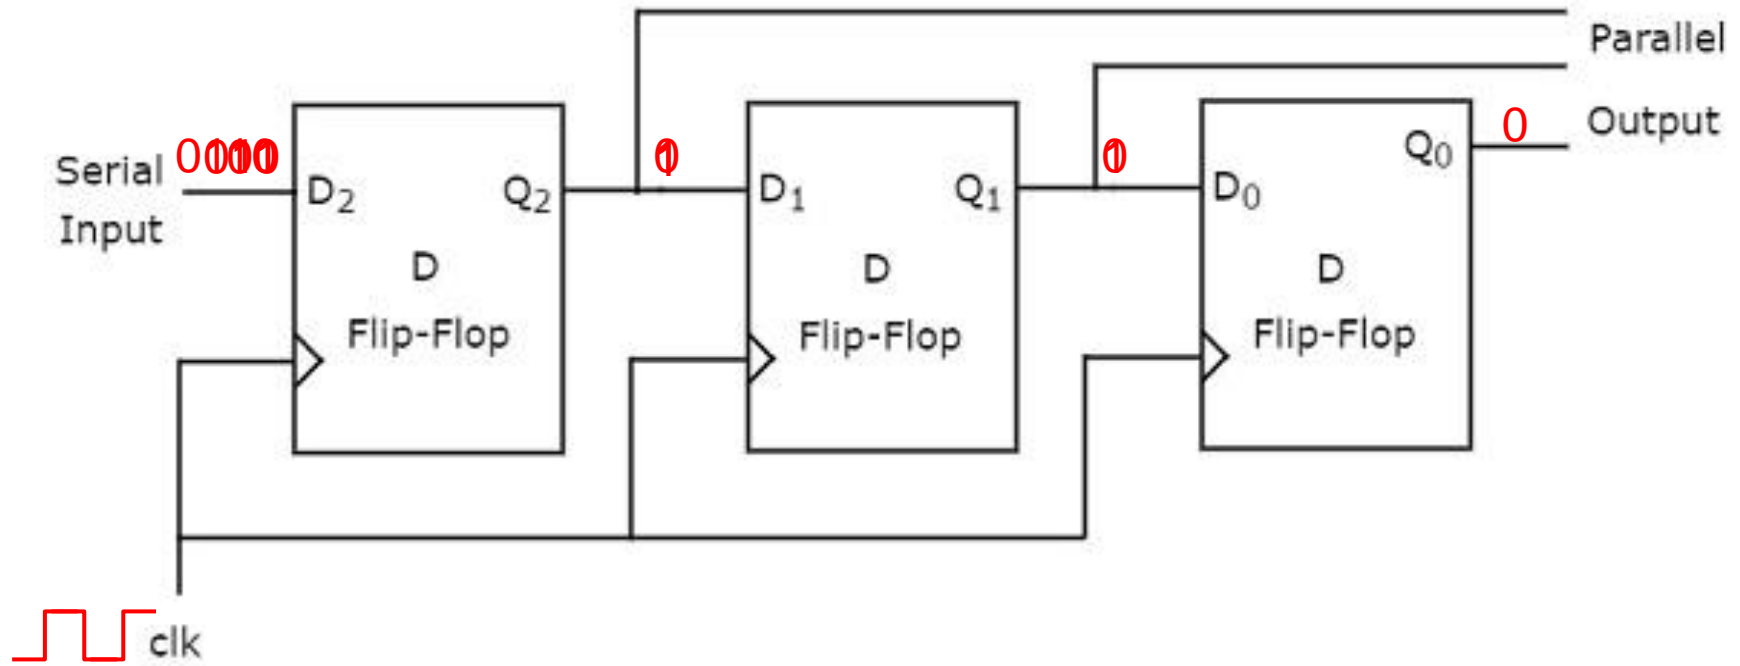 Parallel
Output
0
Serial
Input
D₂
Q₂
D
Flip-Flop
D₁
Q₁
D
Flip-Flop
D₀
Q₀
D
Flip-Flop
clk